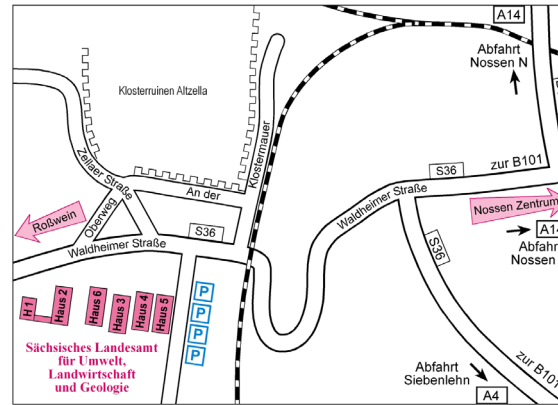 A14
Abfahrt
Nossen N
Klosterruinen Altzella
Zellaer Straße
An der
Klostermauer
zur B101
S36
Roßwein
Oberweg
Waldheimer Straße
Nossen Zentrum
S36
Waldheimer Straße
A14
Abfahrt
Nossen
S36
H1
Haus 2
Haus 6
Haus 3
Haus 4
Haus 5
P
P
P
P
Sächsisches Landesamt
für Umwelt,
Landwirtschaft
und Geologie
Abfahrt
Siebenlehn
zur B101
A4